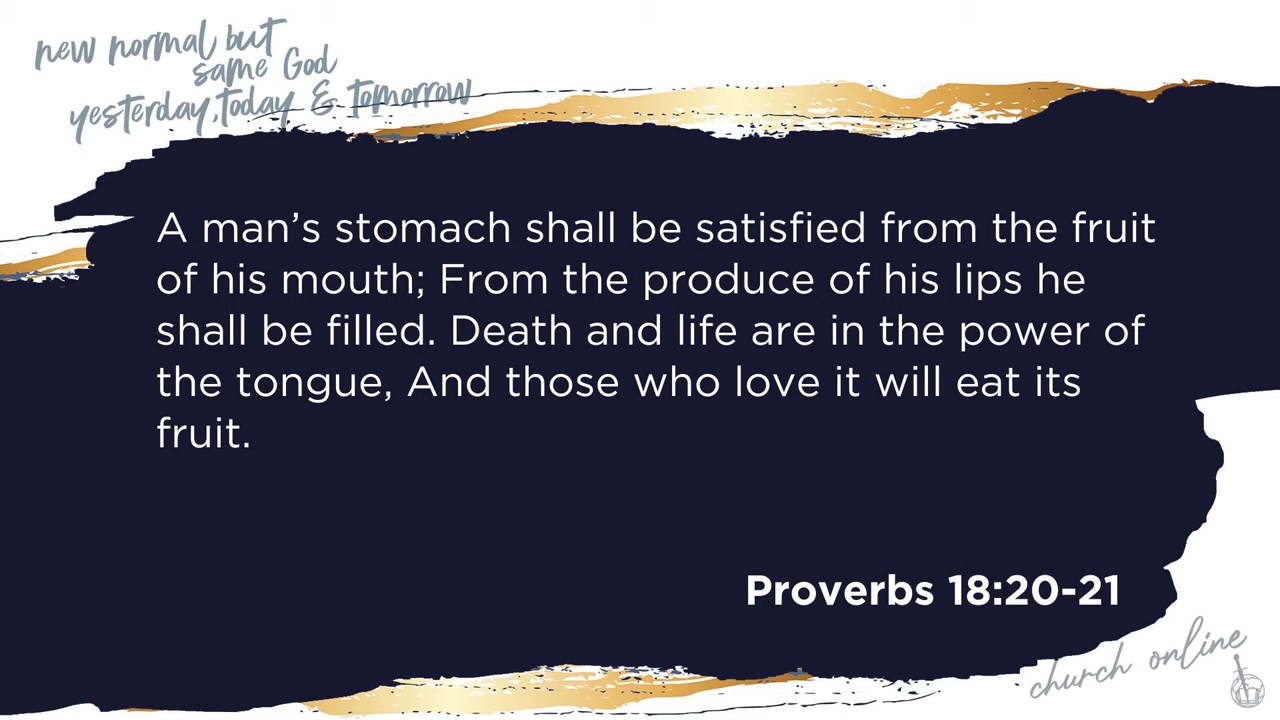 new normal but
same God
yesterday, today & tomorrow
A man’s stomach shall be satisfied from the fruit
of his mouth; From the produce of his lips he
shall be filled. Death and life are in the power of
the tongue, And those who love it will eat its
fruit.
Proverbs 18:20-21
church online